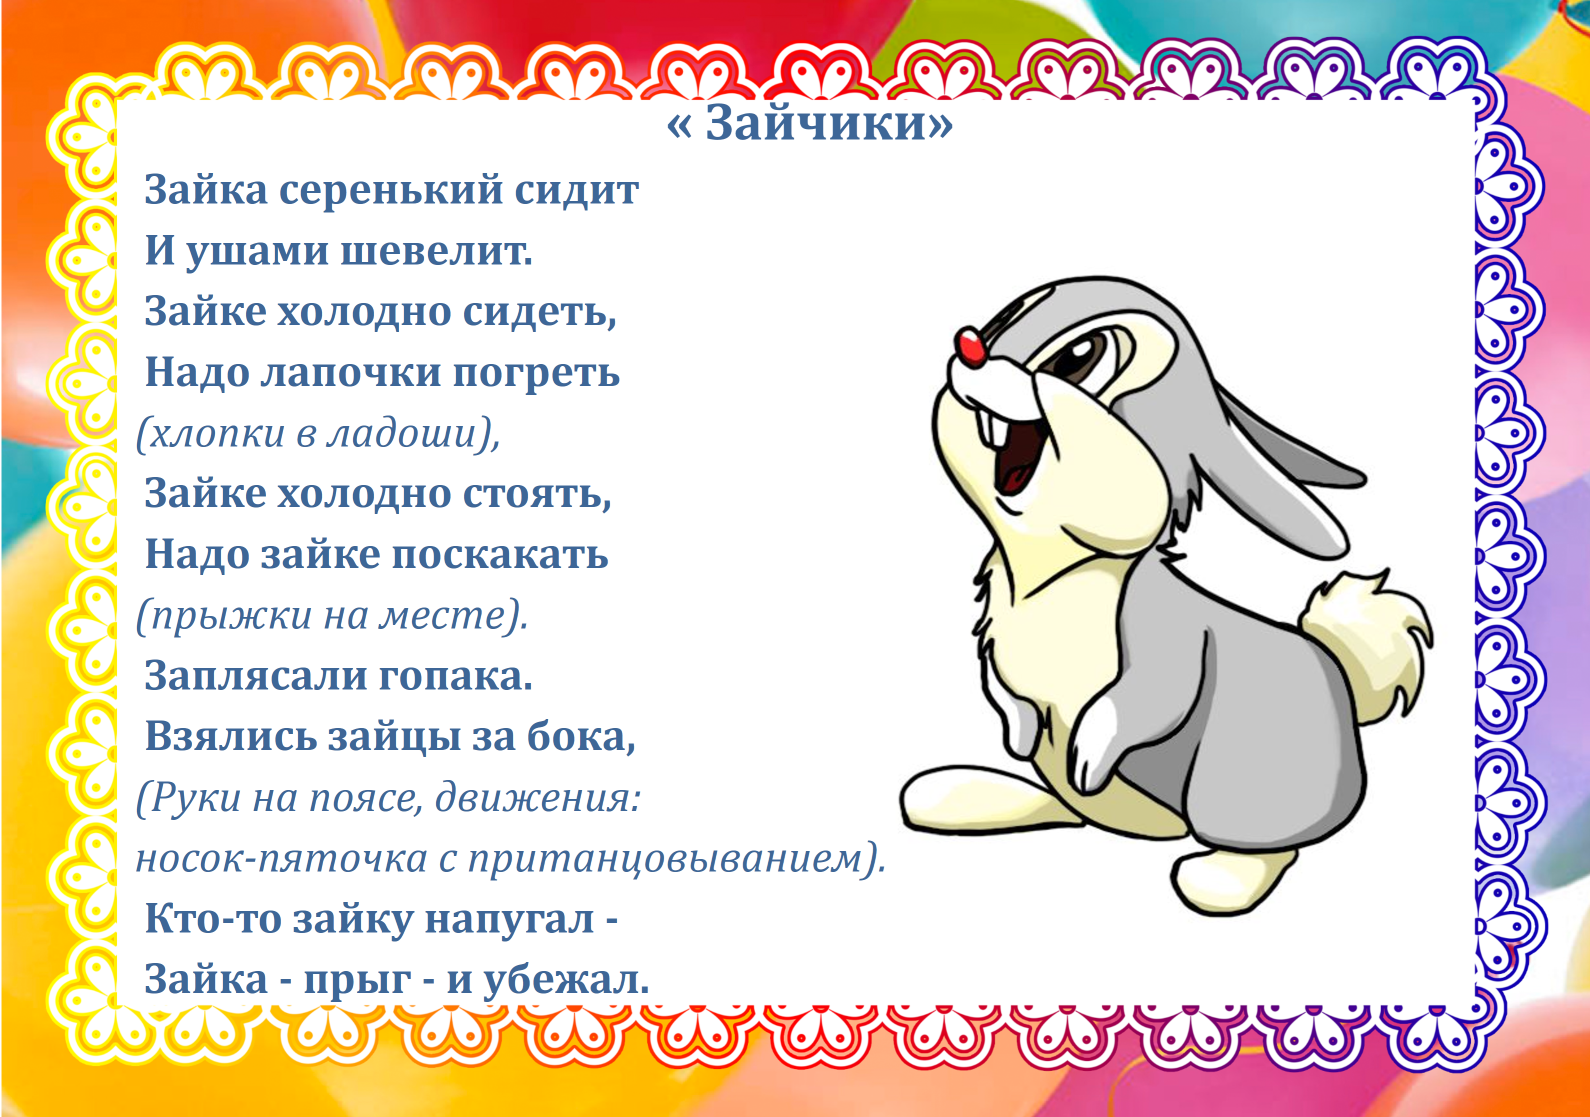 « Зайчики»
Зайка серенький сидит
И ушами шевелит.
Зайке холодно сидеть,
Надо лапочки погреть
(хлопки в ладоши),
Зайке холодно стоять,
Надо зайке поскакать
(прыжки на месте).
Заплясали гопака.
Взялись зайцы за бока,
(Руки на поясе, движения:
носок-пяточка с пританцовыванием).
Кто-то зайку напугал -
Зайка - прыг - и убежал.